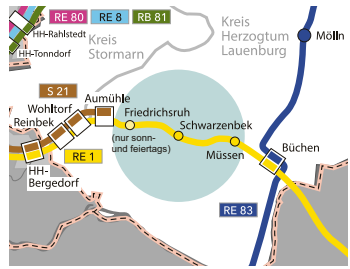 RE 80
RE 8
RB 81
HH-Rahlstedt
HH-Tonndorf
Kreis
Stormarn
Kreis
Herzogtum
Lauenburg
Mölln
S 21
Aumühle
Wohltorf
Reinbek
Friedrichsruh
(nur sonn-
und feiertags)
Schwarzenbek
Müssen
Büchen
RE 1
HH-
Bergedorf
RE 83